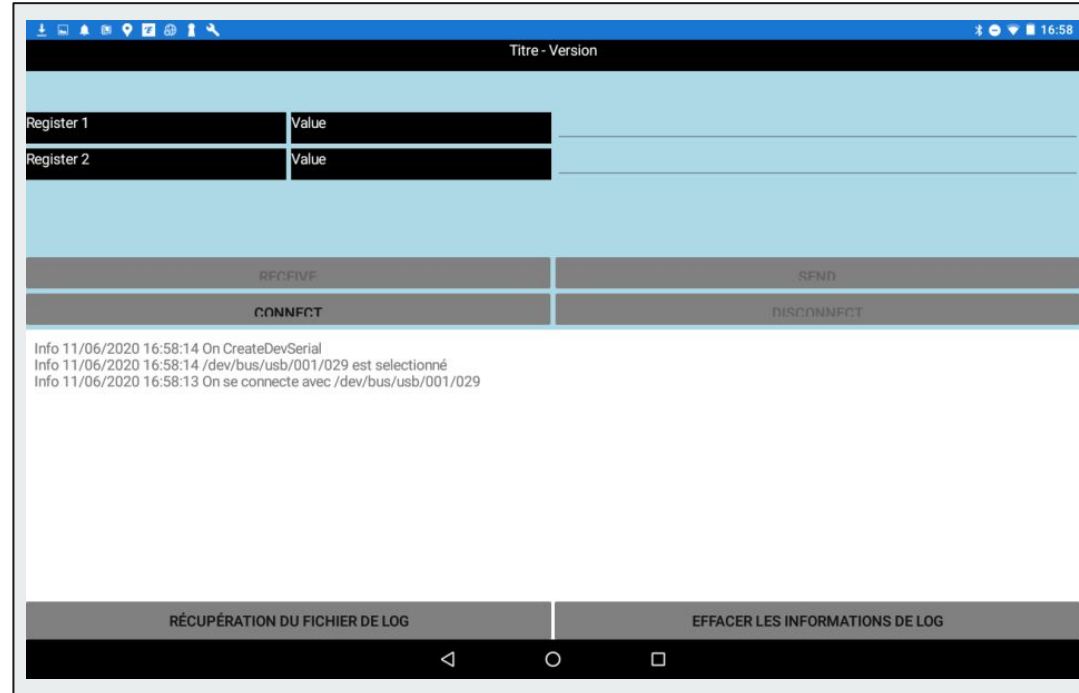 16:58
Titre - Version
Register 1 Value
Register 2 Value
RECEIVE SEND
CONNECT DISCONNECT
Info 11/06/2020 16:58:14 On CreateDevSerial
Info 11/06/2020 16:58:14 /dev/bus/usb/001/029 est selectionné
Info 11/06/2020 16:58:13 On se connecte avec /dev/bus/usb/001/029
RÉCUPÉRATION DU FICHIER DE LOG EFFACER LES INFORMATIONS DE LOG